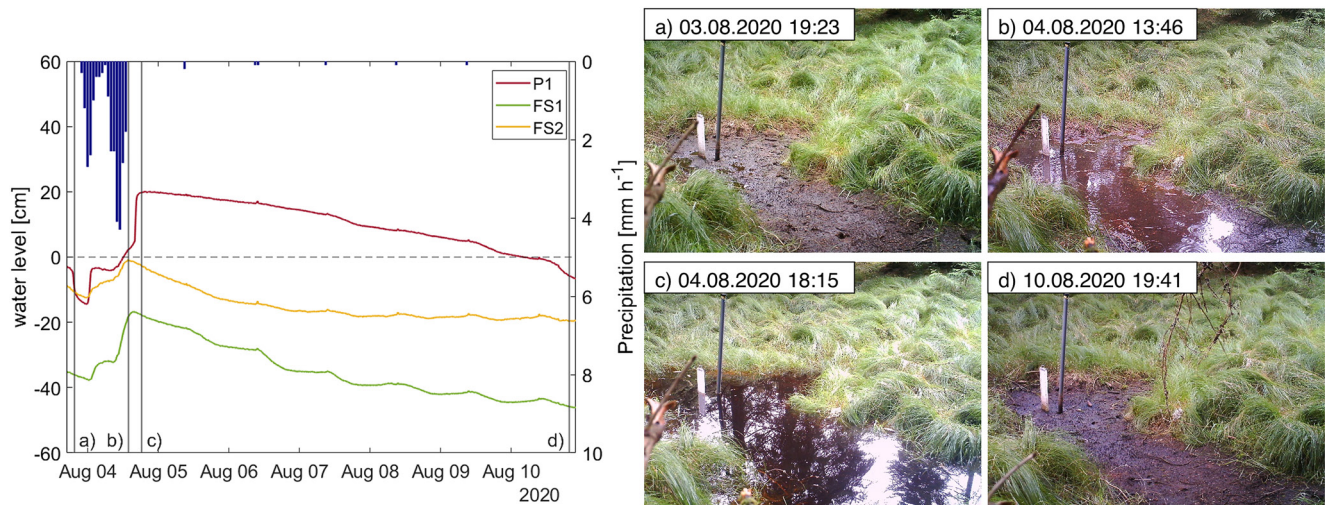 60
40
20
0
-20
-40
-60
water level [cm]
P1
FS1
FS2
0
2
4
6
8
10
Precipitation [mm h-1]
a)
b)
c)
d)
Aug 04
Aug 05
Aug 06
Aug 07
Aug 08
Aug 09
Aug 10
2020
a) 03.08.2020 19:23
b) 04.08.2020 13:46
c) 04.08.2020 18:15
d) 10.08.2020 19:41